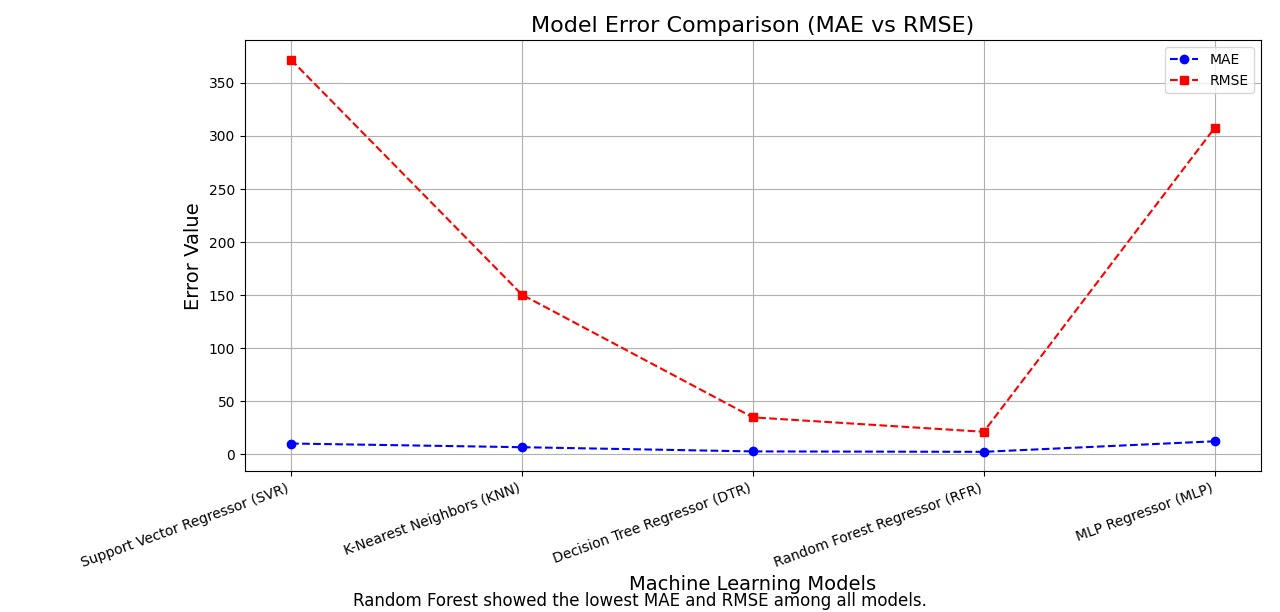 Model Error Comparison (MAE vs RMSE)
MAE
RMSE
350
300
250
200
150
100
50
0
Error Value
Support Vector Regressor (SVR)
K-Nearest Neighbors (KNN)
Decision Tree Regressor (DTR)
Random Forest Regressor (RFR)
MLP Regressor (MLP)
Machine Learning Models
Random Forest showed the lowest MAE and RMSE among all models.